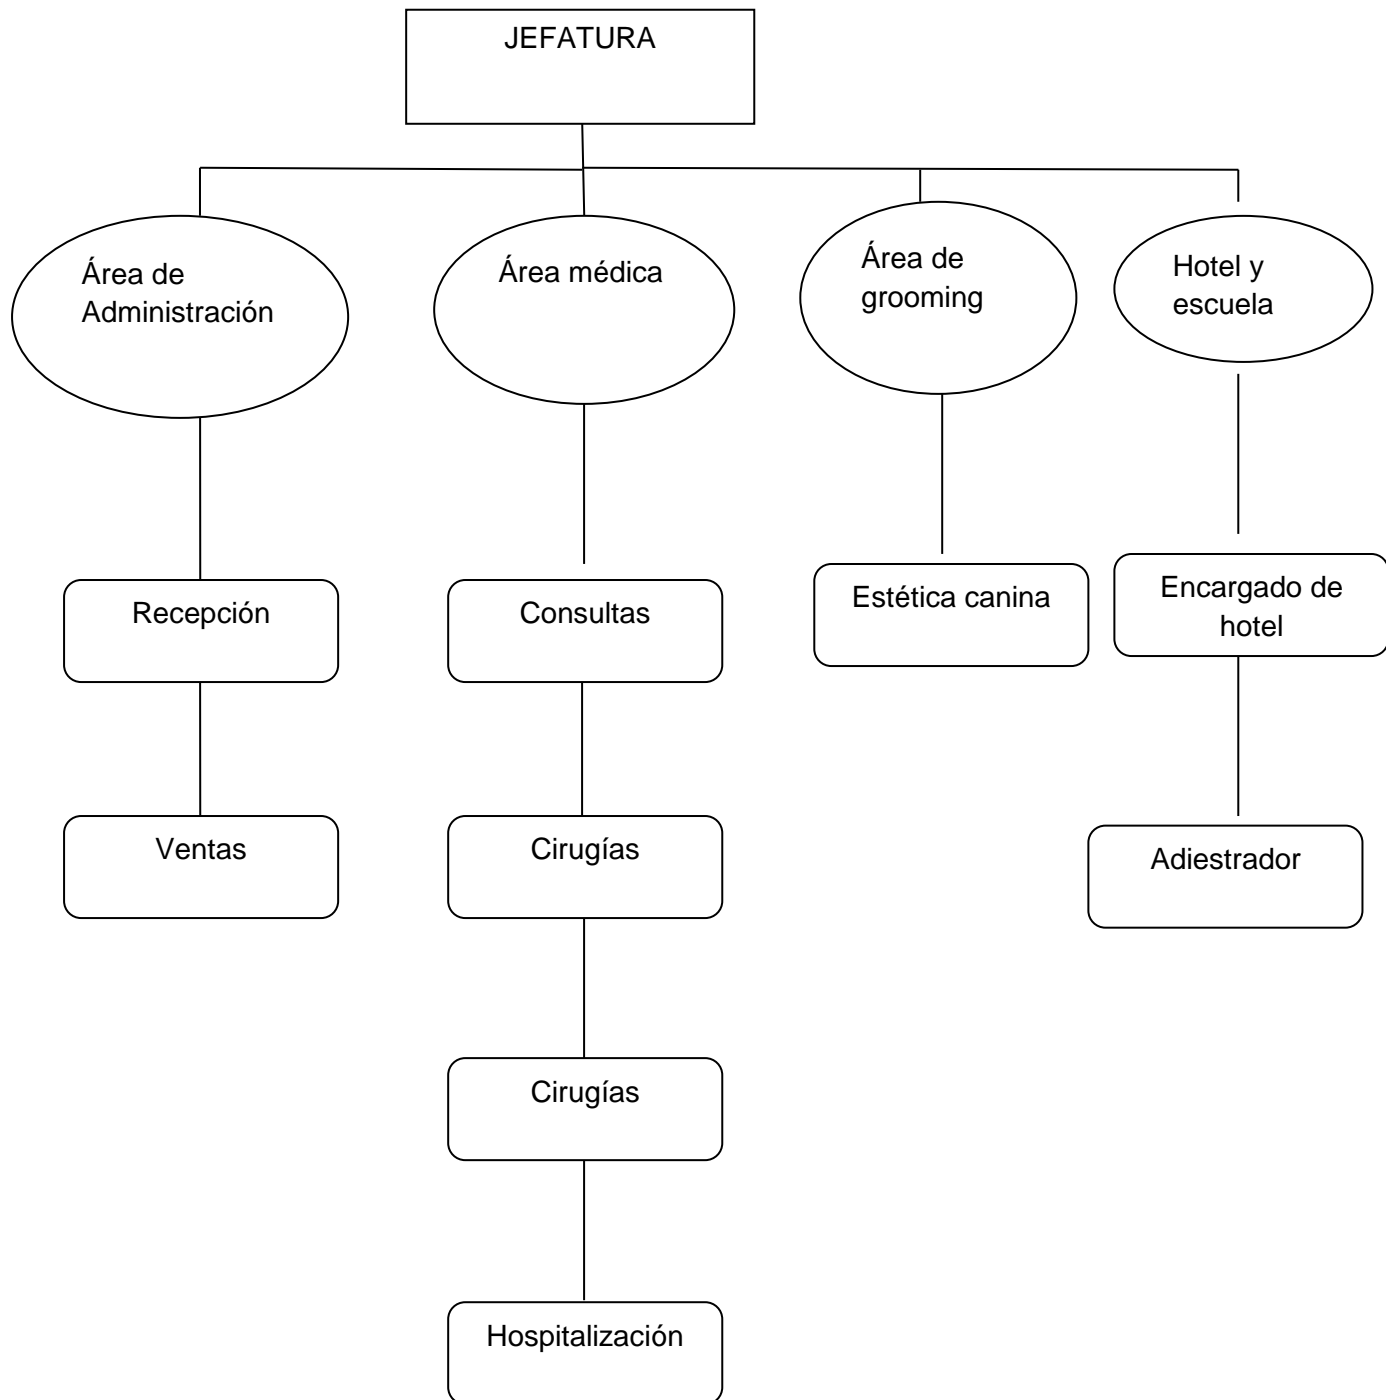 JEFATURA
Área de
Administración
Área médica
Área de
grooming
Hotel y
escuela
Recepción
Consultas
Estética canina
Encargado de
hotel
Ventas
Cirugías
Adiestrador
Cirugías
Hospitalización